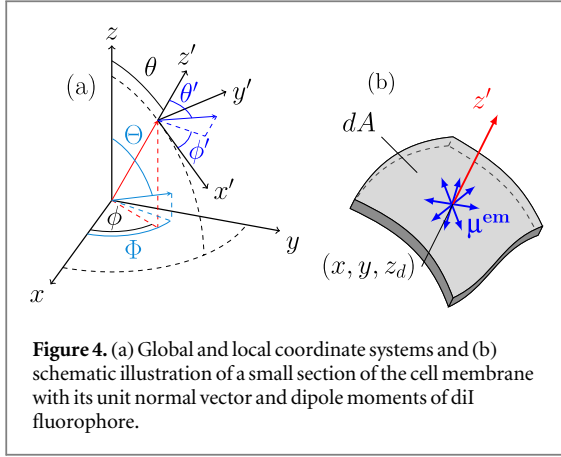 z
θ
z′
(a)
θ′
y′
Θ
ϕ′
x′
ϕ
Φ
y
x
(b)
z′
dA
μᵉᵐ
(x, y, z_d)
Figure 4. (a) Global and local coordinate systems and (b)
schematic illustration of a small section of the cell membrane
with its unit normal vector and dipole moments of diI
fluorophore.